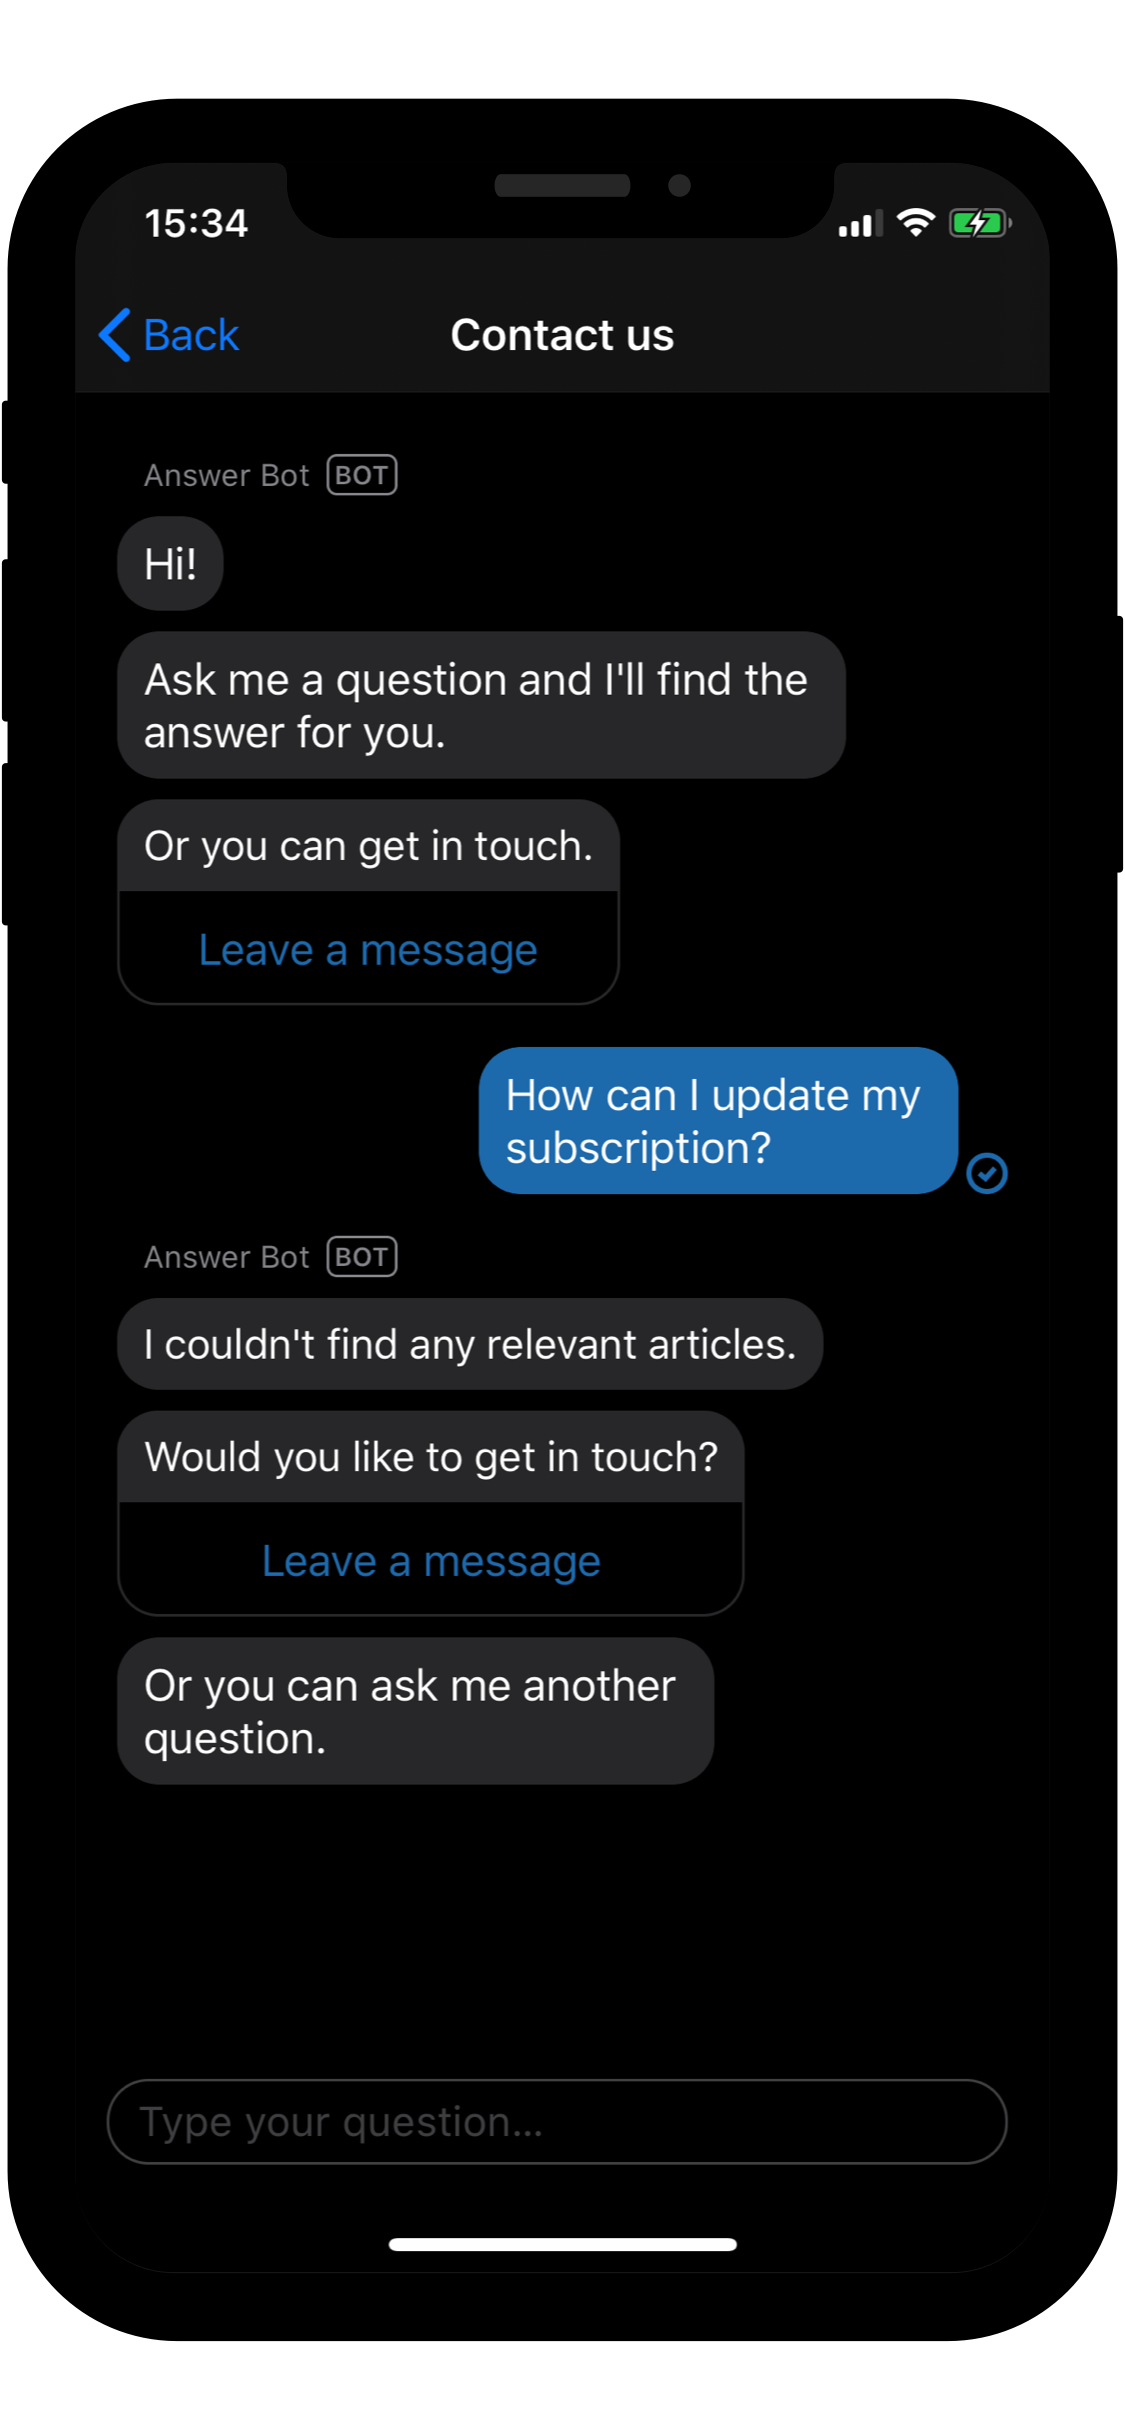 15:34
Back
Contact us
Answer Bot BOT
Hi!
Ask me a question and I'll find the
answer for you.
Or you can get in touch.
Leave a message
How can I update my
subscription?
Answer Bot BOT
I couldn't find any relevant articles.
Would you like to get in touch?
Leave a message
Or you can ask me another
question.
Type your question...